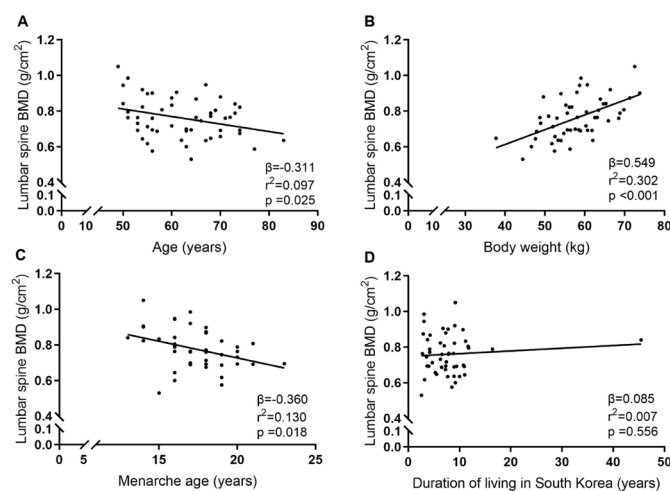 A
Lumbar spine BMD (g/cm²)
1.2
1.0
0.8
0.6
0.4
0.1
0.0
0 10 50 60 70 80 90
Age (years)
β=-0.311
r²=0.097
p =0.025
B
Lumbar spine BMD (g/cm²)
1.2
1.0
0.8
0.6
0.4
0.1
0.0
0 10 30 40 50 60 70 80
Body weight (kg)
β=0.549
r²=0.302
p <0.001
C
Lumbar spine BMD (g/cm²)
1.2
1.0
0.8
0.6
0.4
0.1
0.0
0 5 10 15 20 25
Menarche age (years)
β=-0.360
r²=0.130
p =0.018
D
Lumbar spine BMD (g/cm²)
1.2
1.0
0.8
0.6
0.4
0.1
0.0
0 10 20 30 40 50
Duration of living in South Korea (years)
β=0.085
r²=0.007
p =0.556